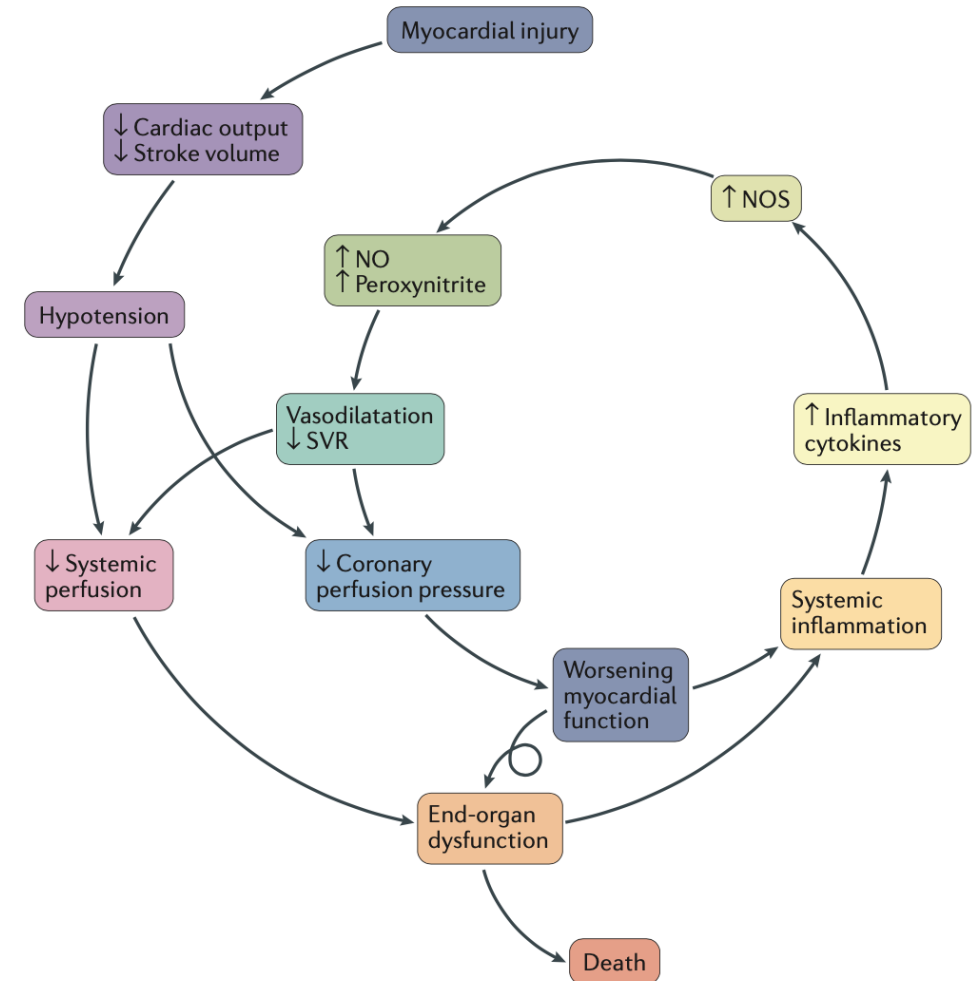 Myocardial injury
↓ Cardiac output
↓ Stroke volume
↑ NOS
↑ NO
↑ Peroxynitrite
Hypotension
Vasodilatation
↓ SVR
↑ Inflammatory
cytokines
↓ Systemic
perfusion
↓ Coronary
perfusion pressure
Systemic
inflammation
Worsening
myocardial
function
End-organ
dysfunction
Death